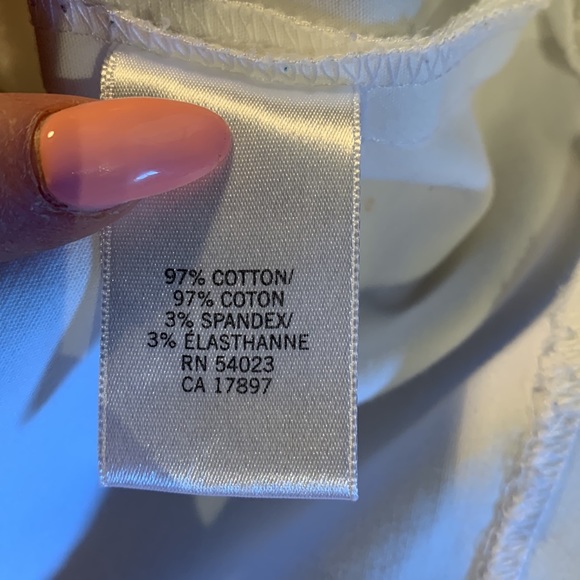 97% COTTON/
97% COTON
3% SPANDEX/
3% ÉLASTHANNE
RN 54023
CA 17897